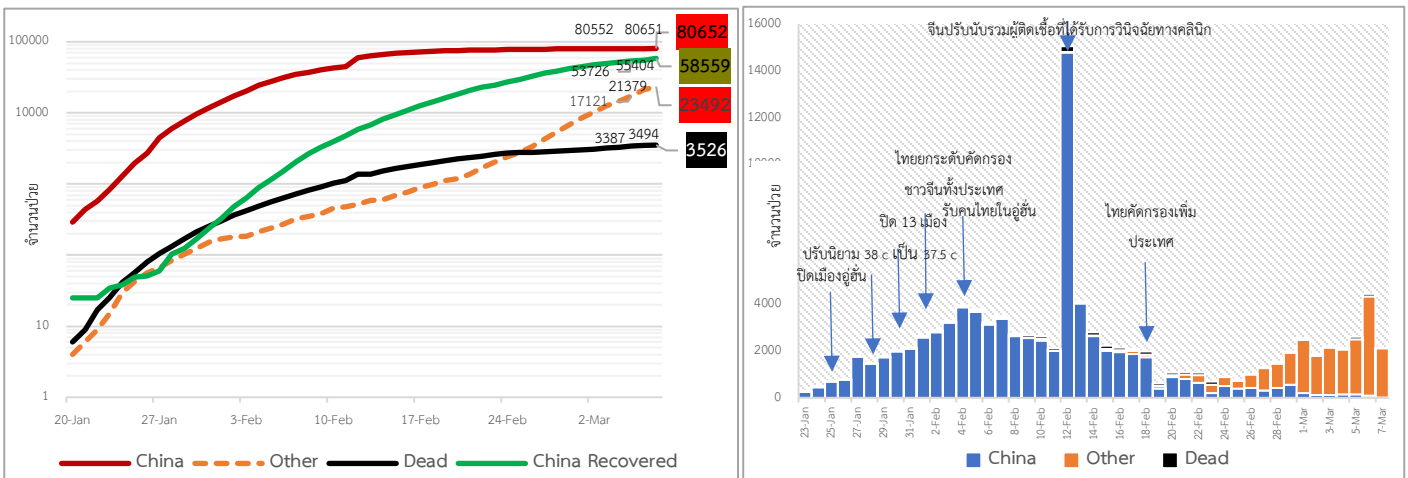 100000
10000
10
1
จำนวนป่วย
80552 80651
80652
53726 55404
58559
21379
17121
23492
3387 3494
3526
20-Jan 27-Jan 3-Feb 10-Feb 17-Feb 24-Feb 2-Mar
China Other Dead China Recovered
16000
14000
12000
10000
4000
2000
0
จำนวนป่วย
จีนปรับนับรวมผู้ติดเชื้อที่ได้รับการวินิจฉัยทางคลินิก
ไทยยกระดับคัดกรอง
ชาวจีนทั้งประเทศ
รับคนไทยในอู่ฮั่น
ปิด 13 เมือง
ปรับนิยาม 38 c เป็น 37.5 c
ปิดเมืองอู่ฮั่น
ไทยคัดกรองเพิ่ม
ประเทศ
23-Jan 25-Jan 27-Jan 29-Jan 31-Jan 2-Feb 4-Feb 6-Feb 8-Feb 10-Feb 12-Feb 14-Feb 16-Feb 18-Feb 20-Feb 22-Feb 24-Feb 26-Feb 28-Feb 1-Mar 3-Mar 5-Mar 7-Mar
China Other Dead